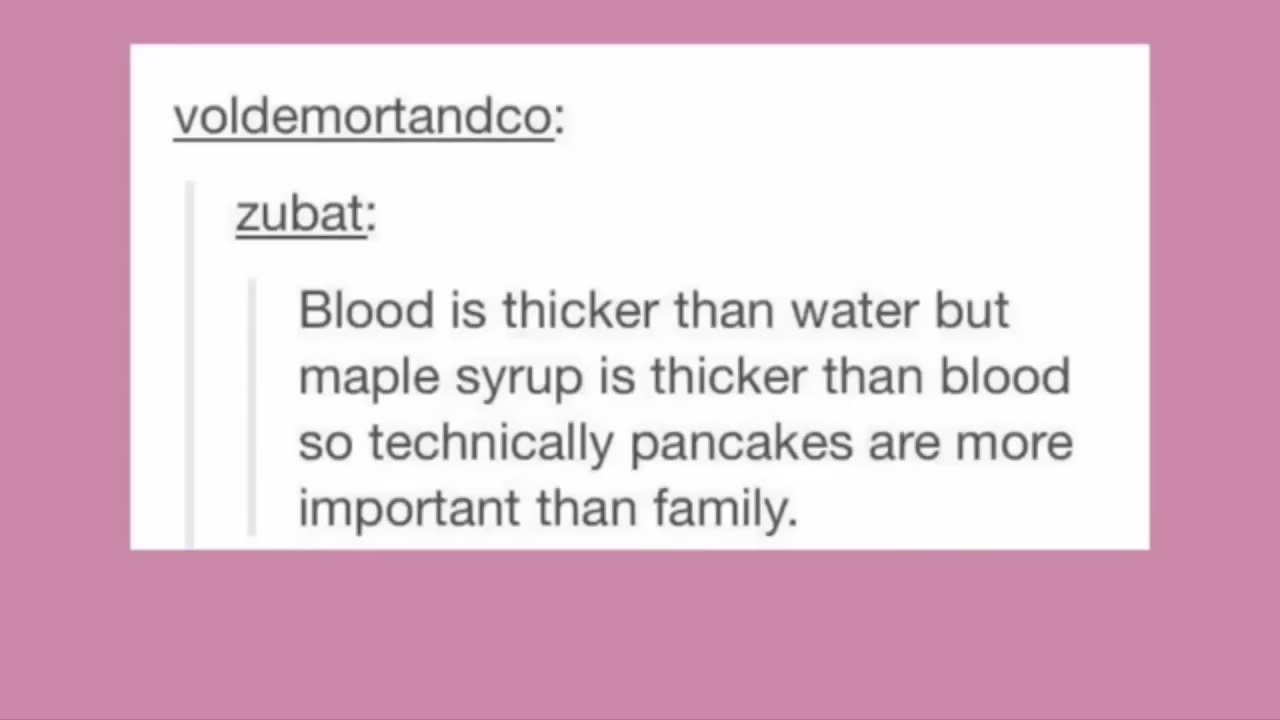 voldemortandco:
zubat:
Blood is thicker than water but
maple syrup is thicker than blood
so technically pancakes are more
important than family.